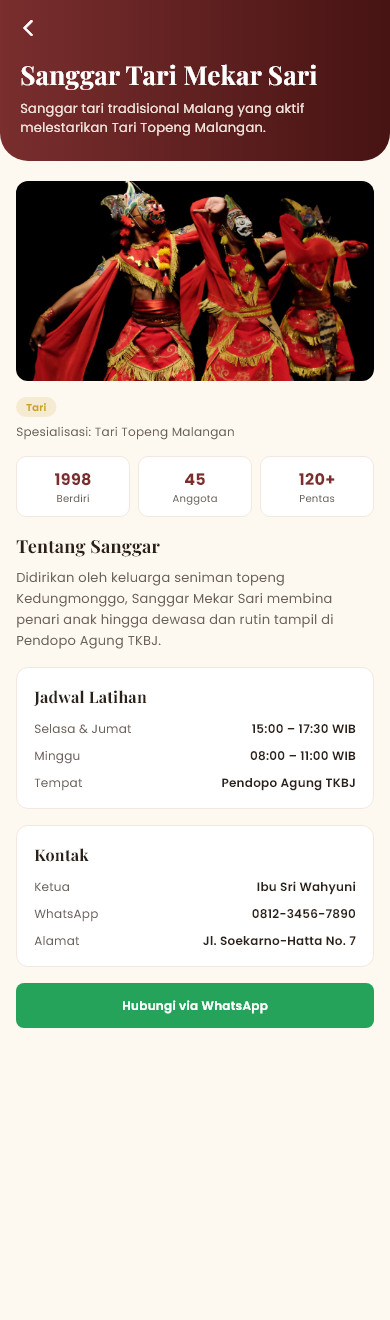 Sanggar Tari Mekar Sari
Sanggar tari tradisional Malang yang aktif
melestarikan Tari Topeng Malangan.
Tari
Spesialisasi: Tari Topeng Malangan
1998
Berdiri
45
Anggota
120+
Pentas
Tentang Sanggar
Didirikan oleh keluarga seniman topeng
Kedungmonggo, Sanggar Mekar Sari membina
penari anak hingga dewasa dan rutin tampil di
Pendopo Agung TKBJ.
Jadwal Latihan
Selasa & Jumat 15:00 – 17:30 WIB
Minggu 08:00 – 11:00 WIB
Tempat Pendopo Agung TKBJ
Kontak
Ketua Ibu Sri Wahyuni
WhatsApp 0812-3456-7890
Alamat Jl. Soekarno-Hatta No. 7
Hubungi via WhatsApp